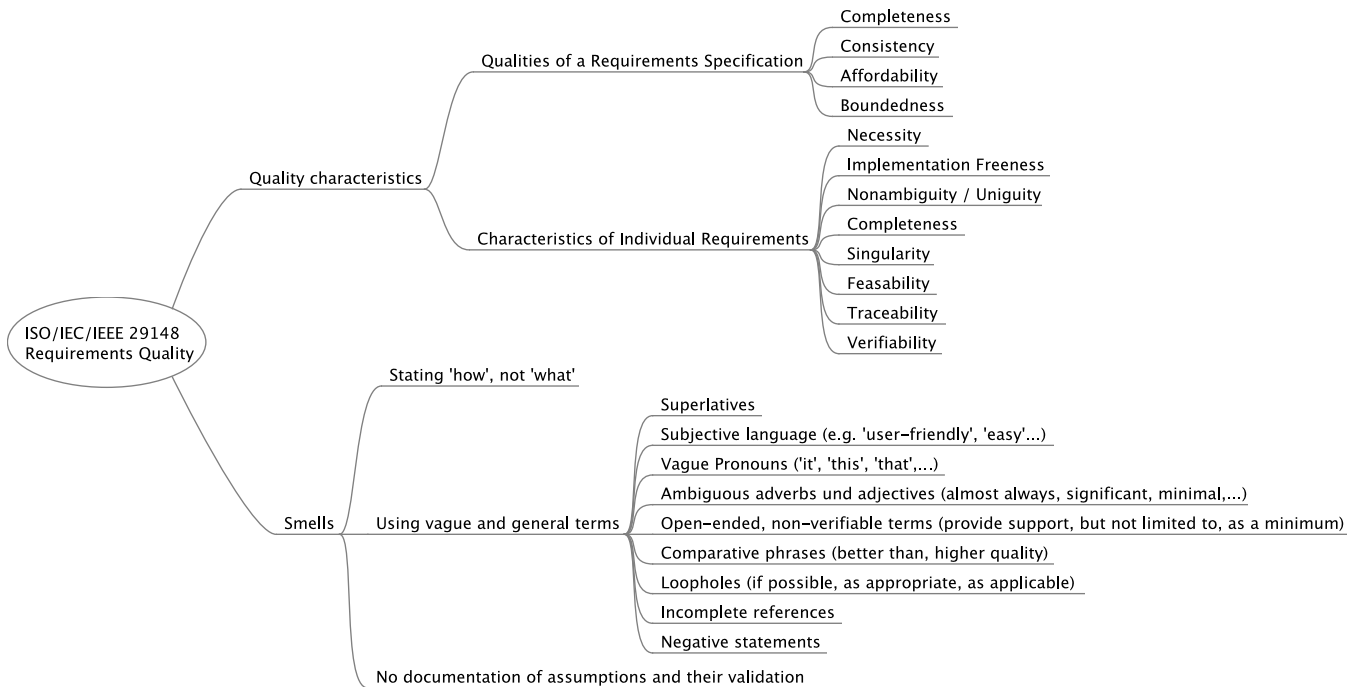 Completeness
Consistency
Qualities of a Requirements Specification
Affordability
Boundedness
Necessity
Implementation Freeness
Quality characteristics
Nonambiguity / Uniguity
Completeness
Characteristics of Individual Requirements
Singularity
Feasability
Traceability
Verifiability
ISO/IEC/IEEE 29148
Requirements Quality
Stating 'how', not 'what'
Superlatives
Subjective language (e.g. 'user-friendly', 'easy'...)
Vague Pronouns ('it', 'this', 'that',...)
Ambiguous adverbs und adjectives (almost always, significant, minimal,...)
Smells
Using vague and general terms
Open-ended, non-verifiable terms (provide support, but not limited to, as a minimum)
Comparative phrases (better than, higher quality)
Loopholes (if possible, as appropriate, as applicable)
Incomplete references
Negative statements
No documentation of assumptions and their validation